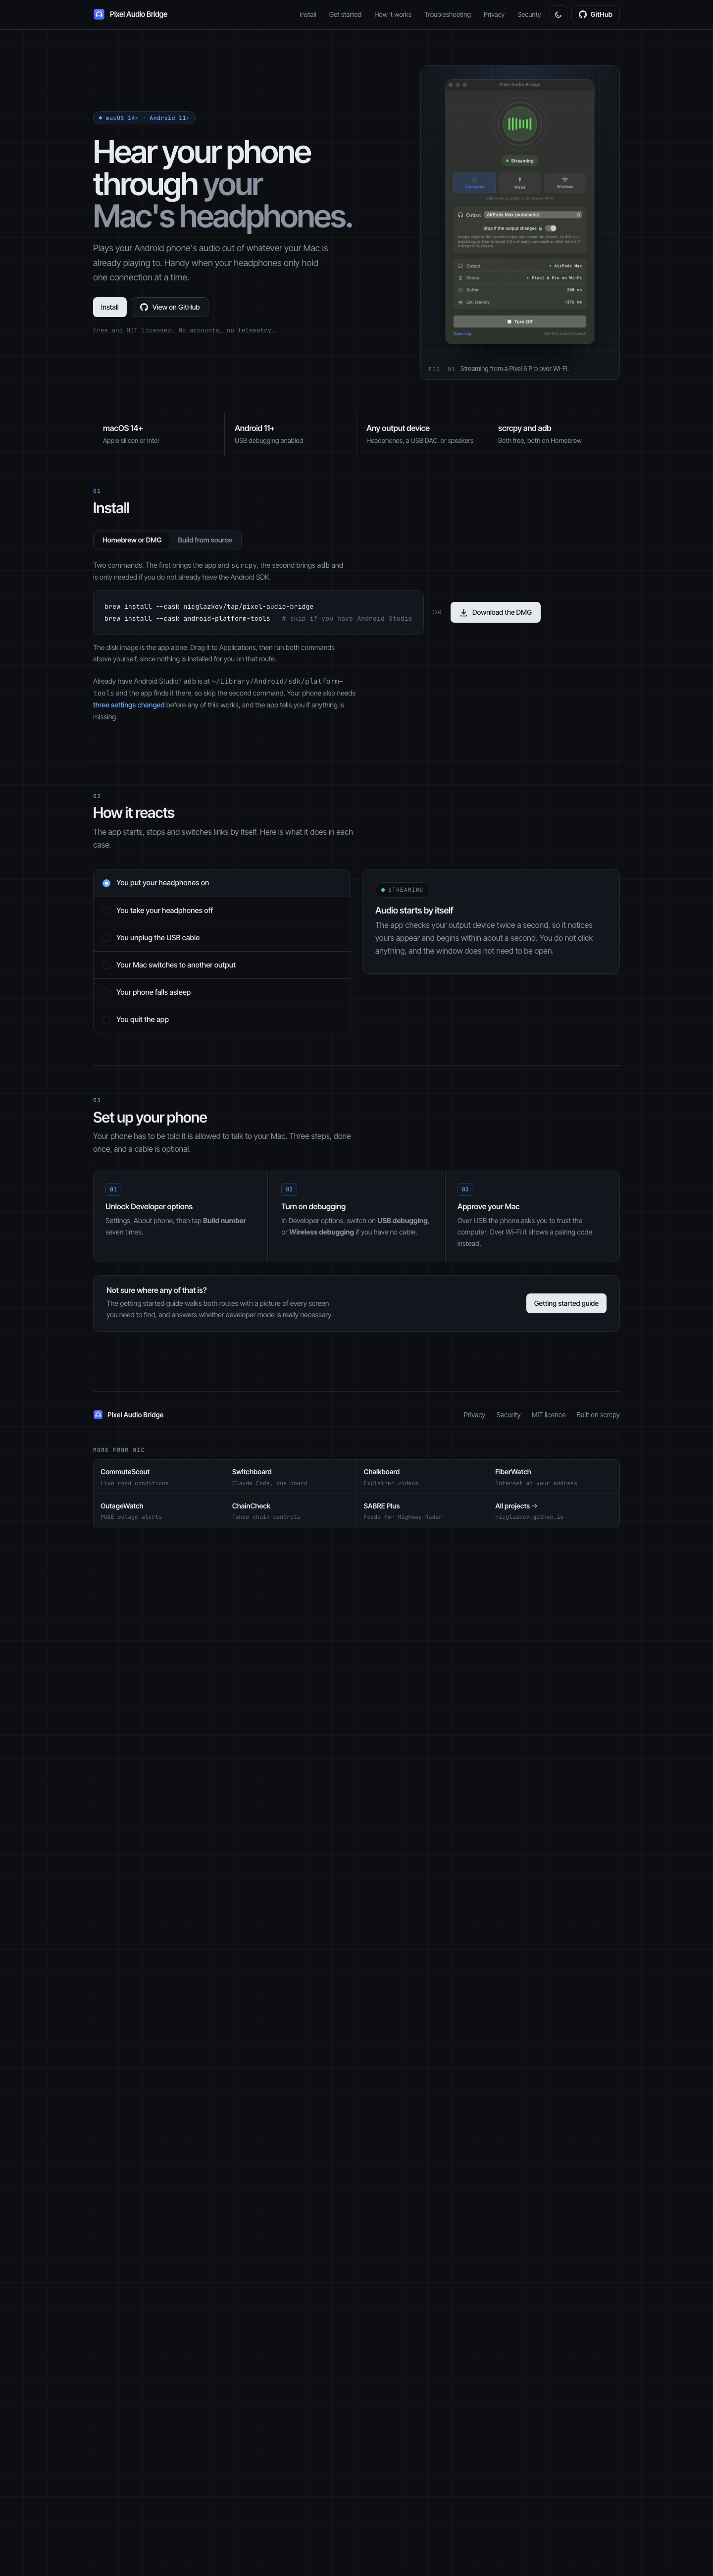 Pixel Audio Bridge
Install
Get started
How it works
Troubleshooting
Privacy
Security
GitHub
macOS 14+ · Android 11+
Hear your phone
through your
Mac's headphones.
Plays your Android phone's audio out of whatever your Mac is
already playing to. Handy when your headphones only hold
one connection at a time.
Install
View on GitHub
Free and MIT licensed. No accounts, no telemetry.
Pixel Audio Bridge
Streaming
Automatic
Wired
Wireless
USB when plugged in, otherwise Wi-Fi
Output
AirPods Max (automatic)
Stop if the output changes
Output
AirPods Max
Phone
Pixel 6 Pro on Wi-Fi
Buffer
200 ms
Est. latency
~376 ms
Turn Off
Open Log
FIG. 01 Streaming from a Pixel 6 Pro over Wi-Fi.
macOS 14+
Apple silicon or Intel
Android 11+
USB debugging enabled
Any output device
Headphones, a USB DAC, or speakers
scrcpy and adb
Both free, both on Homebrew
01
Install
Homebrew or DMG
Build from source
Two commands. The first brings the app and scrcpy, the second brings adb and
is only needed if you do not already have the Android SDK.
brew install --cask nicglazkov/tap/pixel-audio-bridge
brew install --cask android-platform-tools # skip if you have Android Studio
OR
Download the DMG
The disk image is the app alone. Drag it to Applications, then run both commands
above yourself, since nothing is installed for you on that route.
Already have Android Studio? adb is at ~/Library/Android/sdk/platform-
tools and the app finds it there, so skip the second command. Your phone also needs
three settings changed before any of this works, and the app tells you if anything is
missing.
02
How it reacts
The app starts, stops and switches links by itself. Here is what it does in each
case.
You put your headphones on
You take your headphones off
You unplug the USB cable
Your Mac switches to another output
Your phone falls asleep
You quit the app
STREAMING
Audio starts by itself
The app checks your output device twice a second, so it notices
yours appear and begins within about a second. You do not click
anything, and the window does not need to be open.
03
Set up your phone
Your phone has to be told it is allowed to talk to your Mac. Three steps, done
once, and a cable is optional.
01
Unlock Developer options
Settings, About phone, then tap Build number
seven times.
02
Turn on debugging
In Developer options, switch on USB debugging,
or Wireless debugging if you have no cable.
03
Approve your Mac
Over USB the phone asks you to trust the
computer. Over Wi-Fi it shows a pairing code
instead.
Not sure where any of that is?
The getting started guide walks both routes with a picture of every screen
you need to find, and answers whether developer mode is really necessary.
Getting started guide
Pixel Audio Bridge
Privacy
Security
MIT licence
Built on scrcpy
MORE FROM NIC
CommuteScout
Live road conditions
Switchboard
Claude Code, one board
Chalkboard
Explainer videos
FiberWatch
Internet at your address
OutageWatch
PG&E outage alerts
ChainCheck
Tahoe chain controls
SABRE Plus
Feeds for Highway Radar
All projects →
nicglazkov.github.io